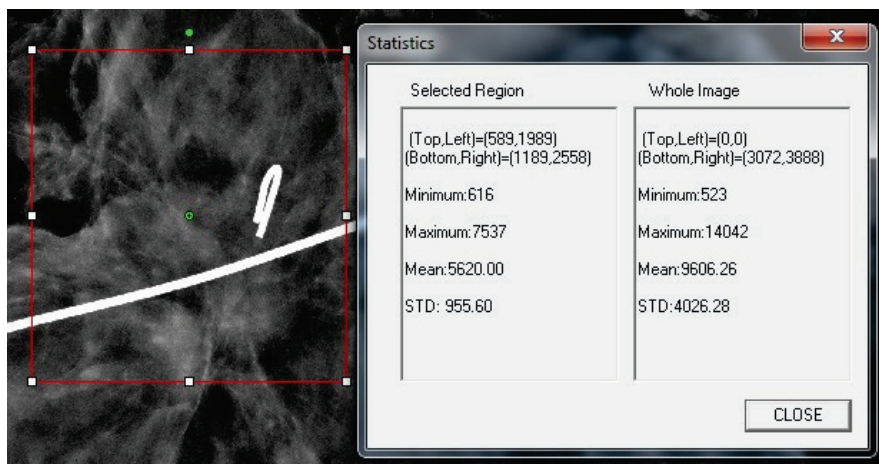 Statistics
Selected Region
(Top,Left)=(589,1989)
(Bottom,Right)=(1189,2558)
Minimum:616
Maximum:7537
Mean:5620.00
STD: 955.60
Whole Image
(Top,Left)=(0,0)
(Bottom,Right)=(3072,3888)
Minimum:523
Maximum:14042
Mean:9606.26
STD:4026.28
CLOSE